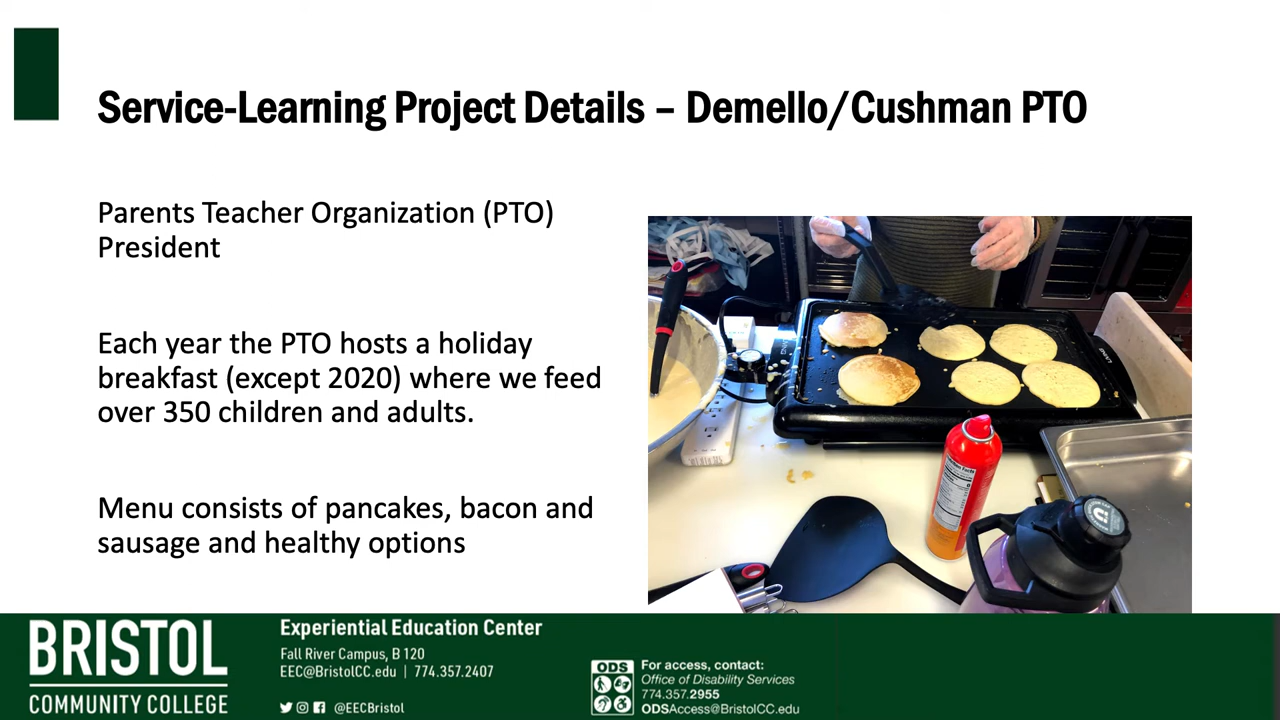 Service-Learning Project Details – Demello/Cushman PTO
Parents Teacher Organization (PTO)
President
Each year the PTO hosts a holiday
breakfast (except 2020) where we feed
over 350 children and adults.
Menu consists of pancakes, bacon and
sausage and healthy options
BRISTOL
COMMUNITY COLLEGE
Experiential Education Center
Fall River Campus, B 120
EEC@BristolCC.edu | 774.357.2407
@EECBristol
ODS
For access, contact:
Office of Disability Services
774.357.2955
ODSAccess@BristolCC.edu